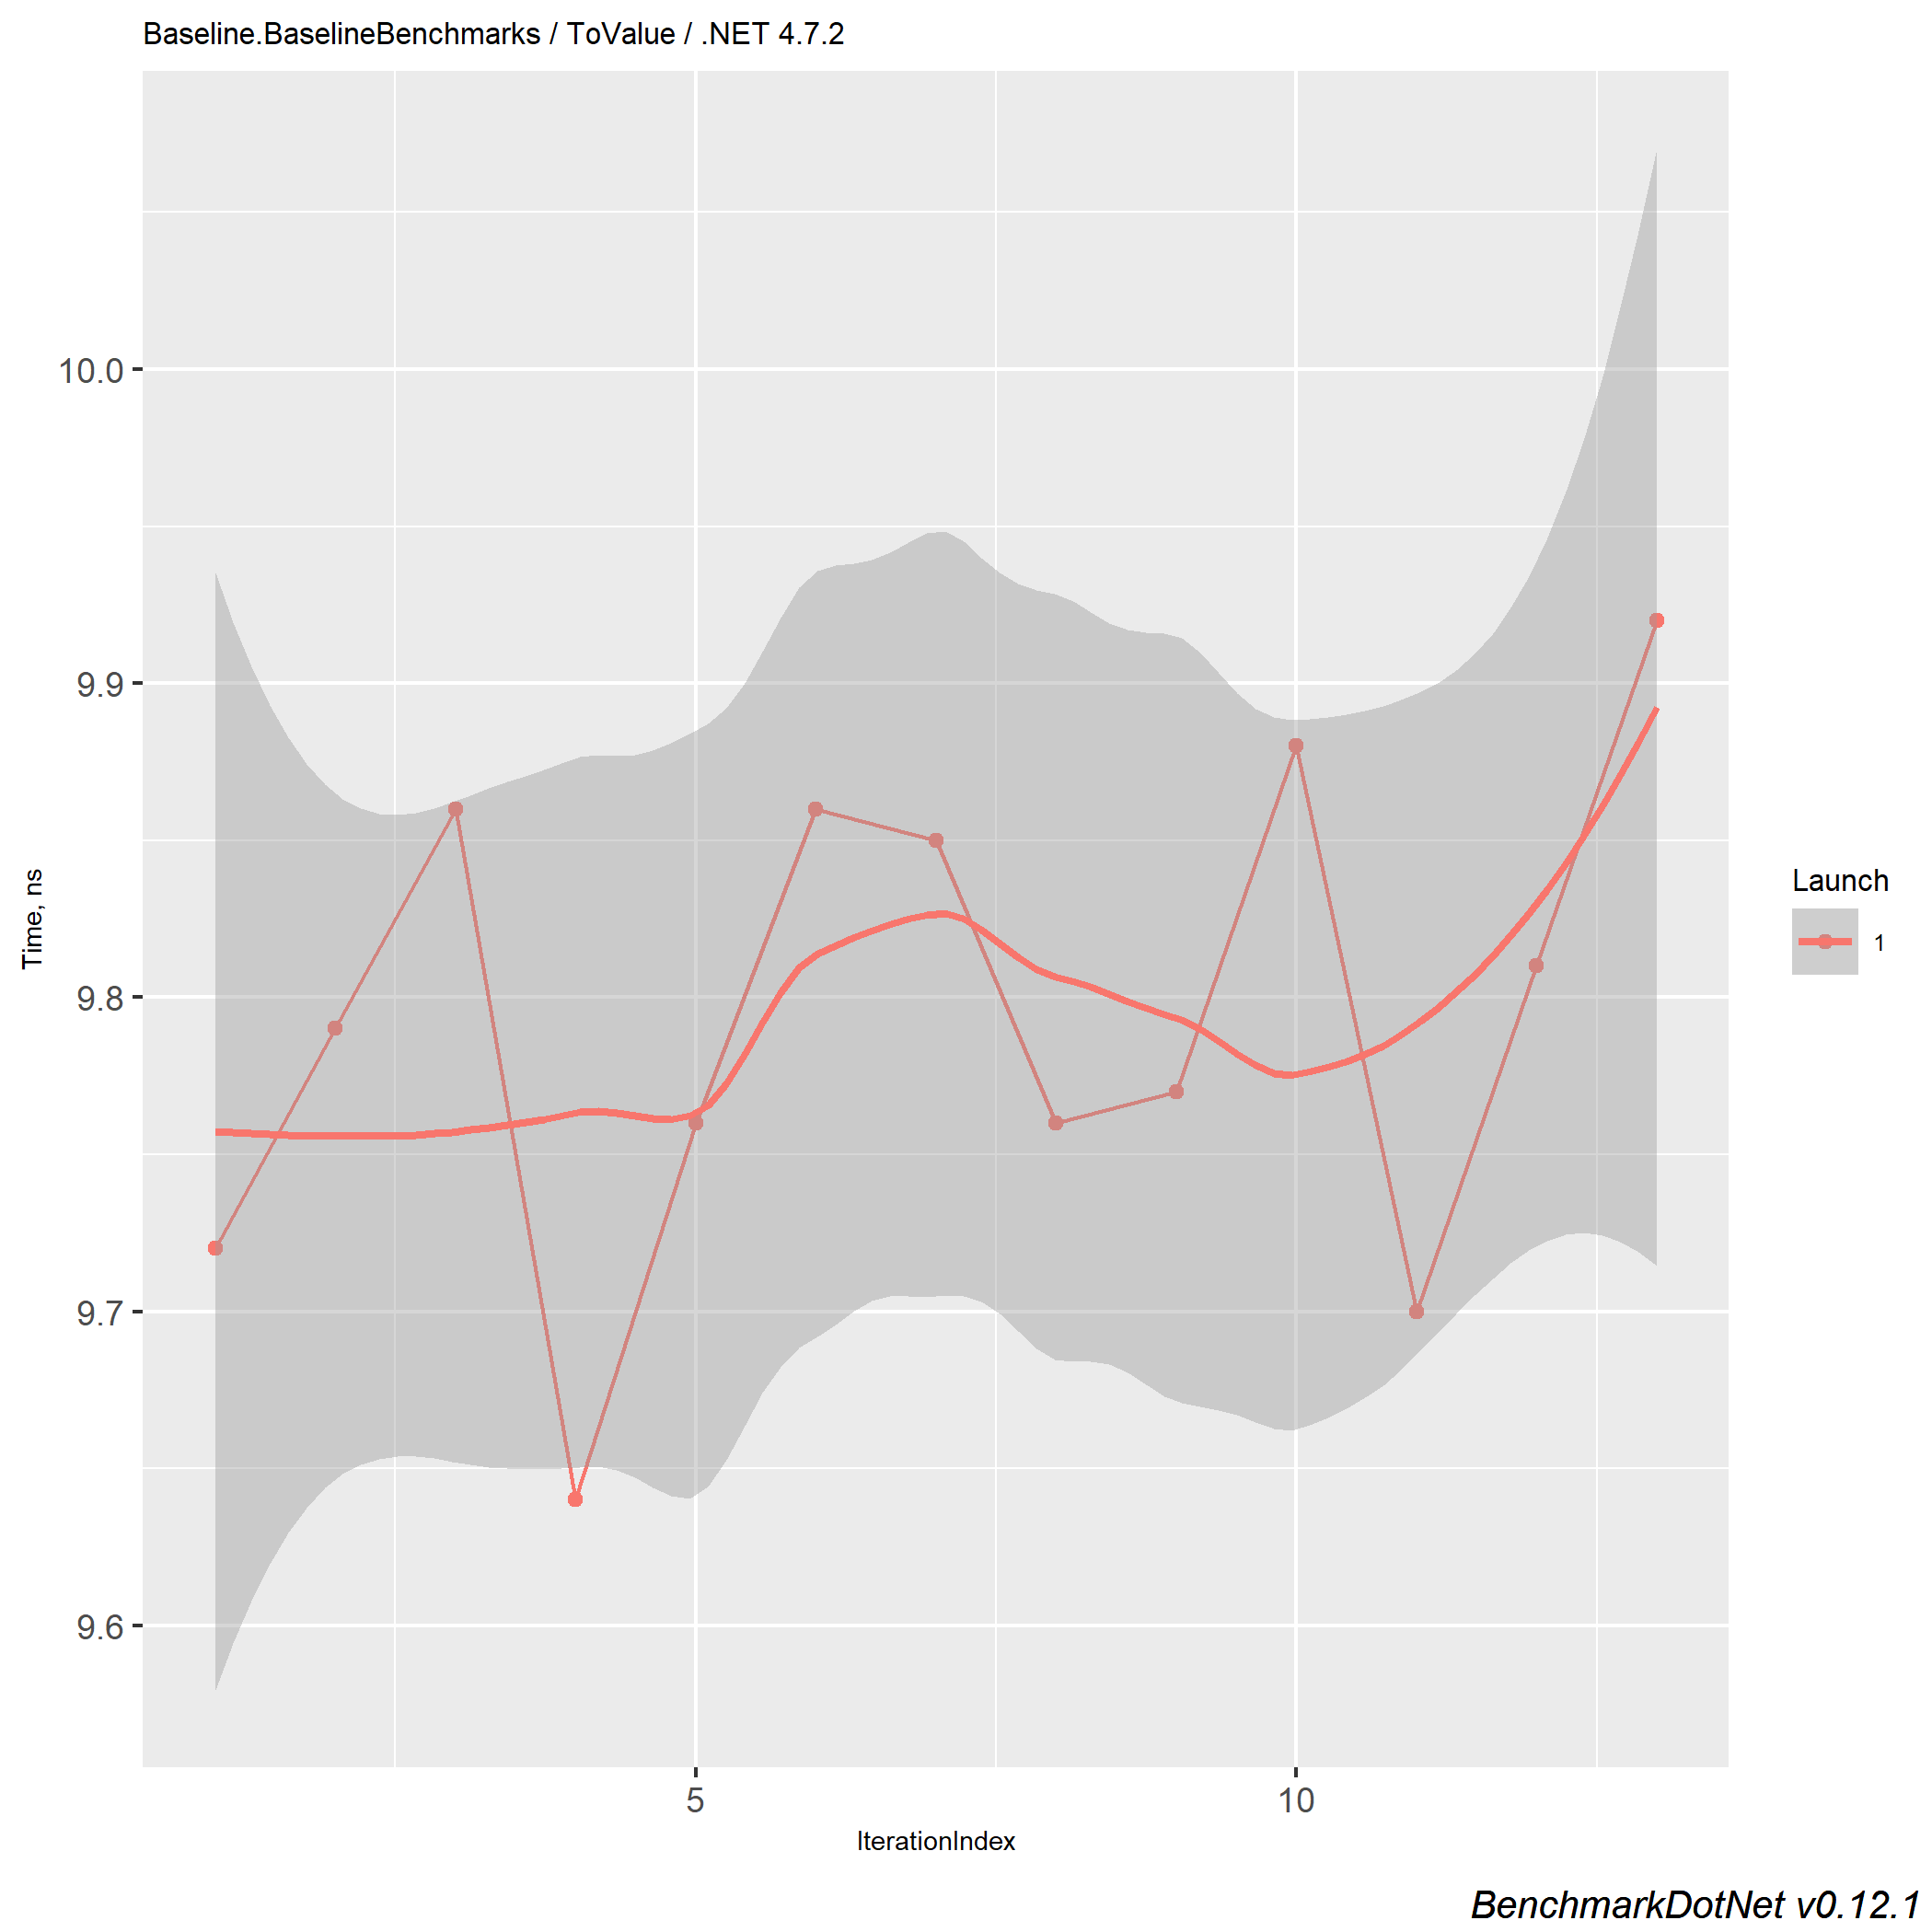 Baseline.BaselineBenchmarks / ToValue / .NET 4.7.2
10.0
9.9
9.8
9.7
9.6
Time, ns
5
10
IterationIndex
Launch
1
BenchmarkDotNet v0.12.1